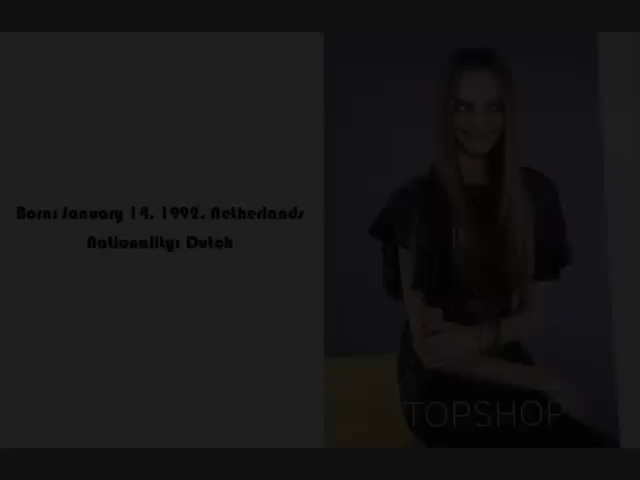 Born: January 14, 1992, Netherlands
Nationality: Dutch
TOPSHOP